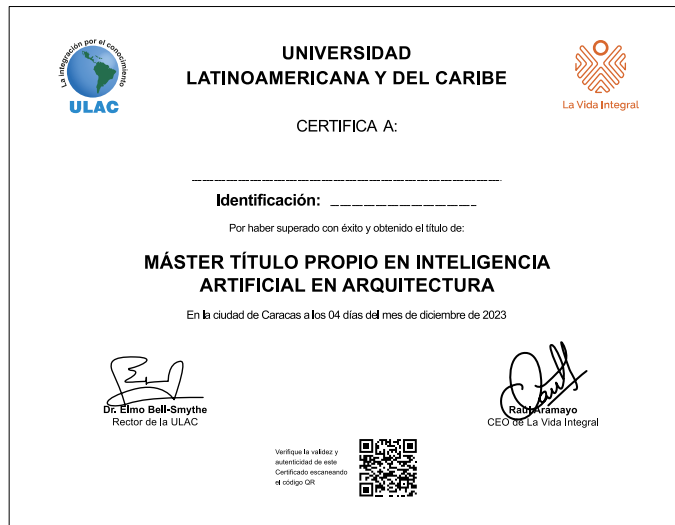 La integración por el conocimiento
ULAC
UNIVERSIDAD
LATINOAMERICANA Y DEL CARIBE
La Vida Integral
CERTIFICA A:
Identificación:
Por haber superado con éxito y obtenido el título de:
MÁSTER TÍTULO PROPIO EN INTELIGENCIA
ARTIFICIAL EN ARQUITECTURA
En la ciudad de Caracas a los 04 días del mes de diciembre de 2023
Dr. Elmo Bell-Smythe
Rector de la ULAC
Raúl Aramayo
CEO de La Vida Integral
Verifique la validez y
autenticidad de este
Certificado escaneando
el código QR